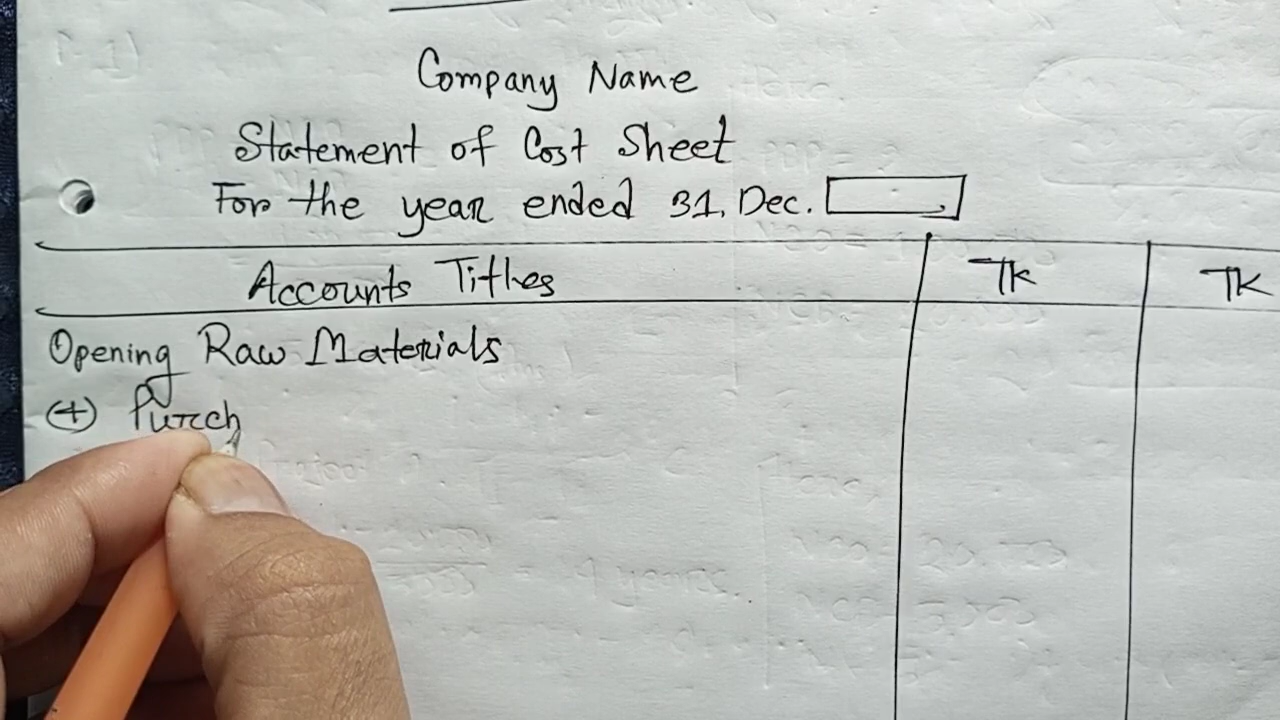 Company Name
Statement of Cost Sheet
For the year ended 31. Dec.
Accounts Titles Tk Tk
Opening Raw Materials
(+) Purch